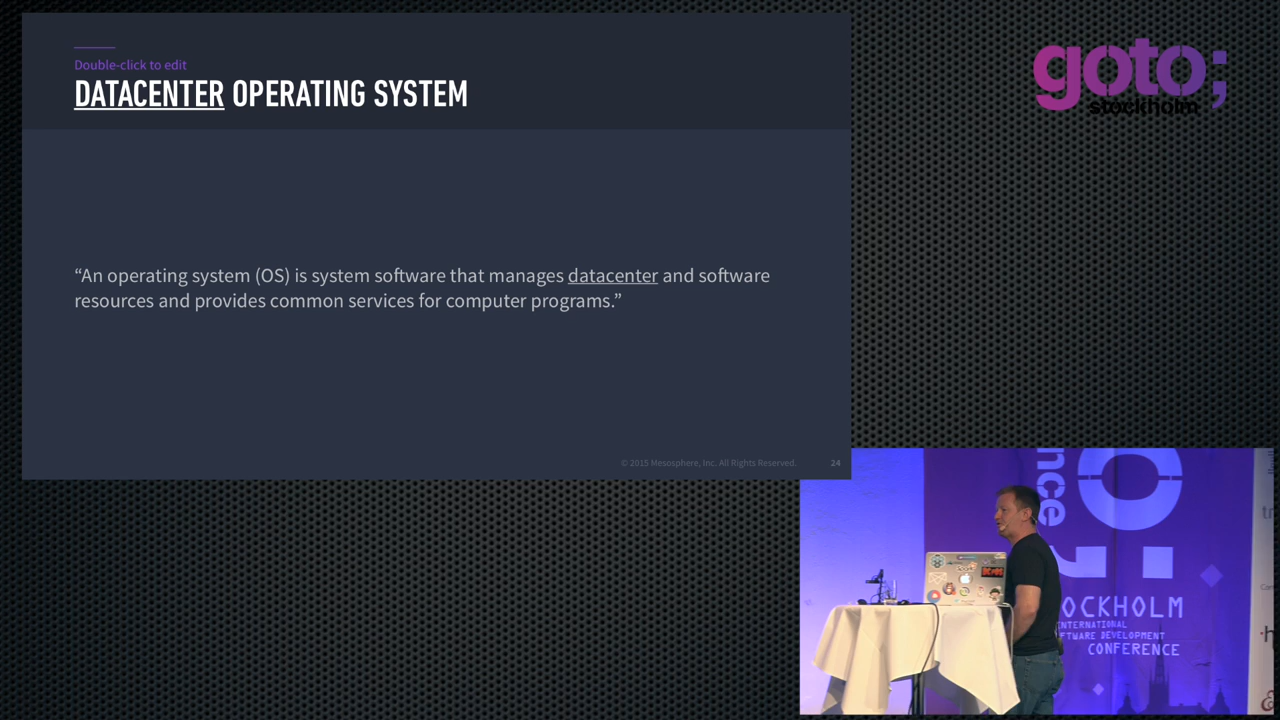 Double-click to edit
DATACENTER OPERATING SYSTEM
goto;
stockholm
“An operating system (OS) is system software that manages datacenter and software
resources and provides common services for computer programs.”
© 2015 Mesosphere, Inc. All Rights Reserved.
24
nce
OCKHOLM
INTERNATIONAL
FTWARE DEVELOPMENT
CONFERENCE